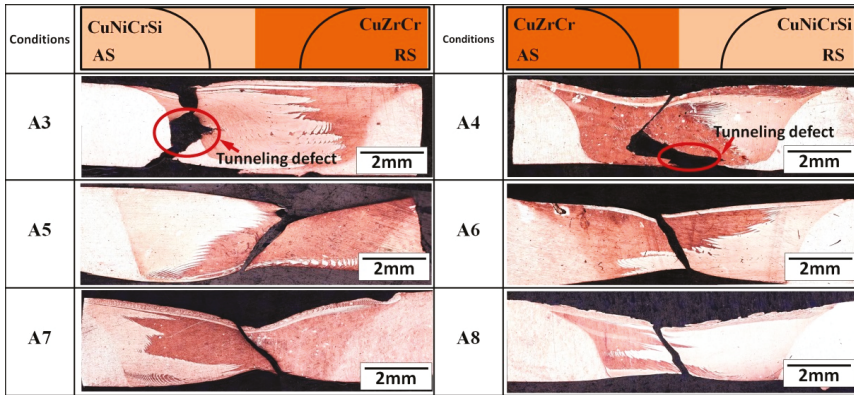 Conditions
CuNiCrSi
AS
CuZrCr
RS
Conditions
CuZrCr
AS
CuNiCrSi
RS
A3
Tunneling defect
2mm
A4
Tunneling defect
2mm
A5
2mm
A6
2mm
A7
2mm
A8
2mm